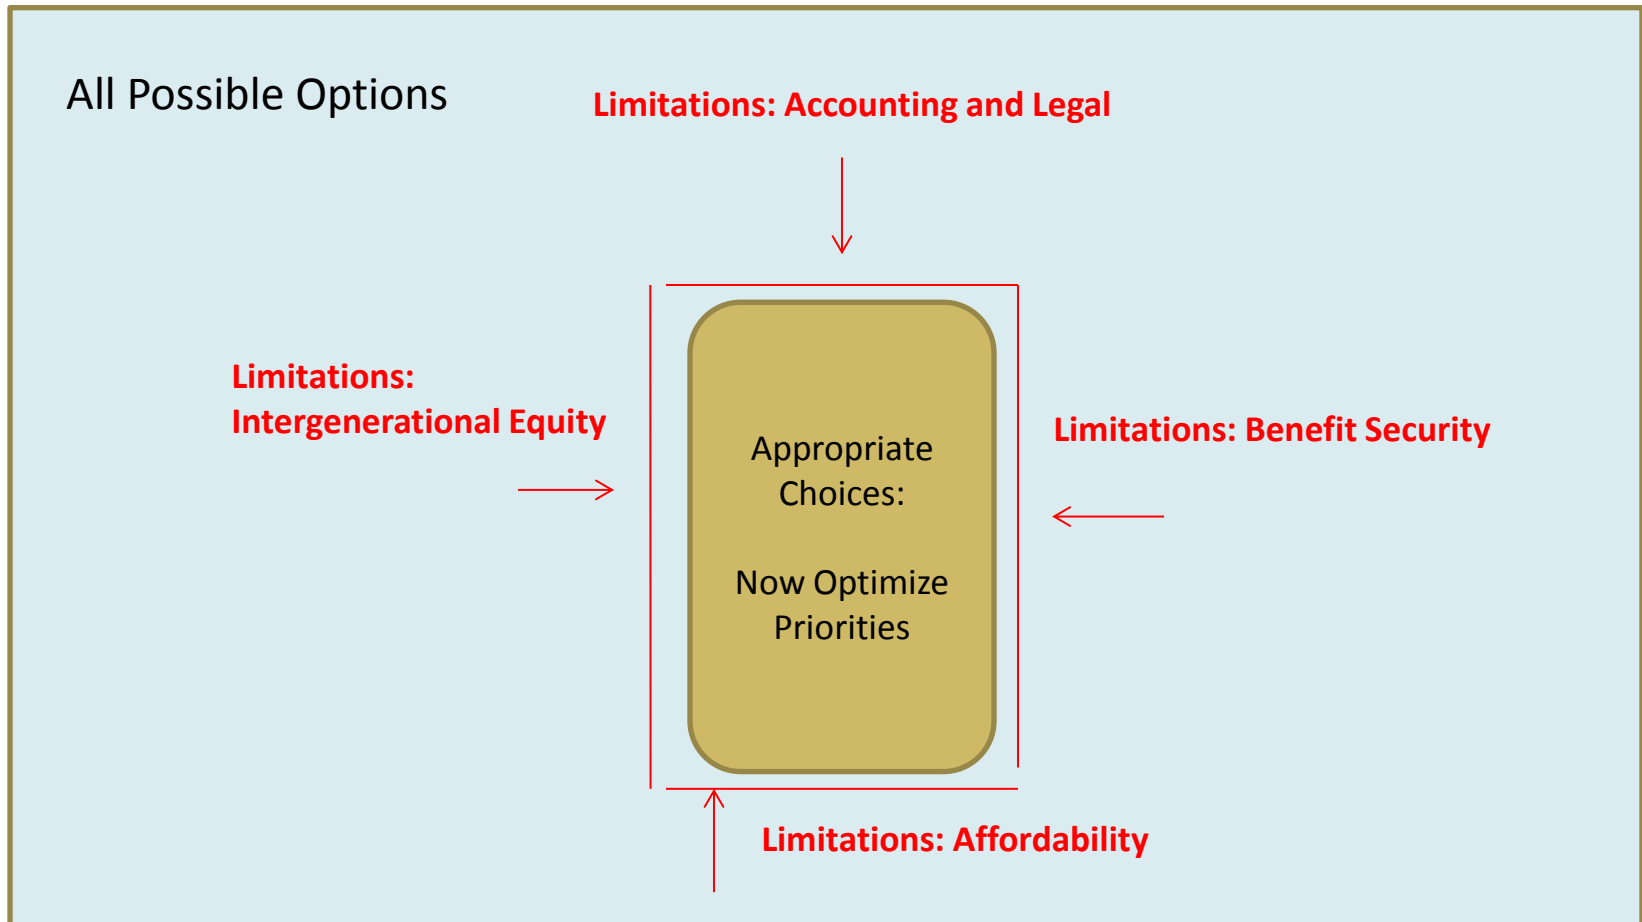 All Possible Options
Limitations: Accounting and Legal
Limitations:
Intergenerational Equity
Limitations: Benefit Security
Appropriate
Choices:
Now Optimize
Priorities
Limitations: Affordability